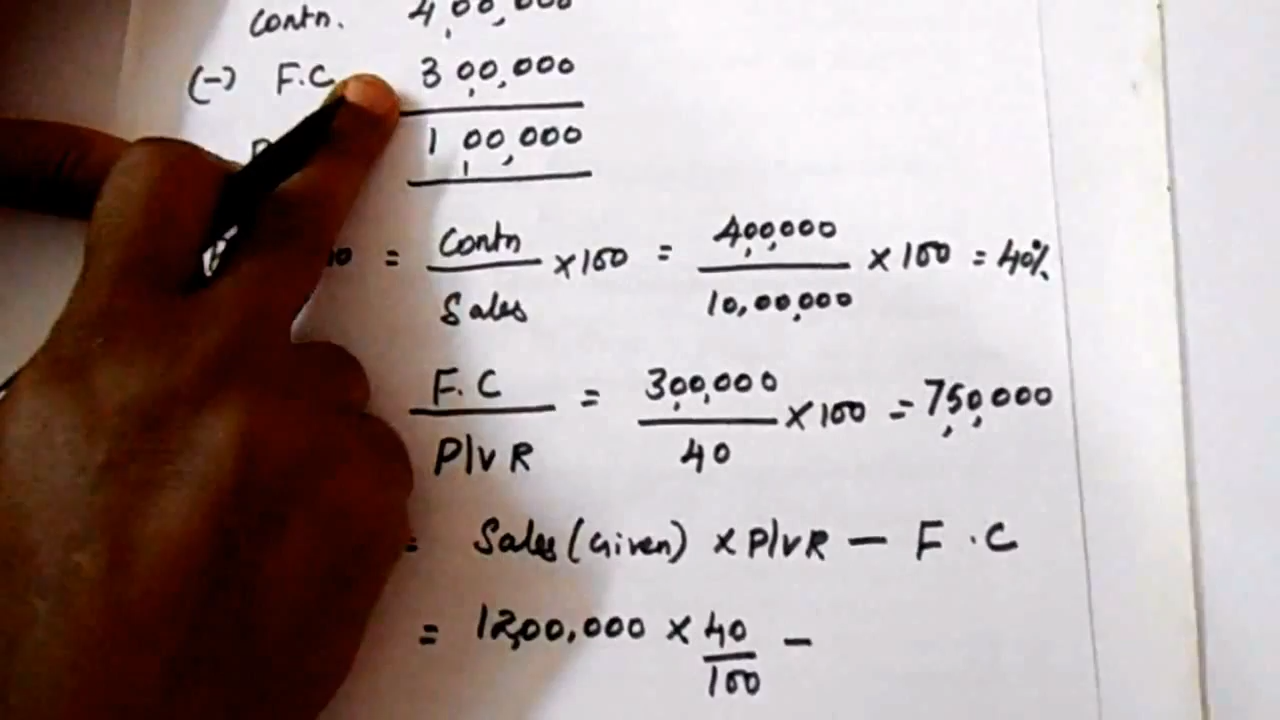 Contn. 4,00,000
(-) F.C 3,00,000
1,00,000
= Contn / Sales × 100 = 4,00,000 / 10,00,000 × 100 = 40%
F.C / P/V R = 3,00,000 / 40 × 100 = 7,50,000
= Sales (Given) × P/V R — F.C
= 12,00,000 × 40 / 100 —